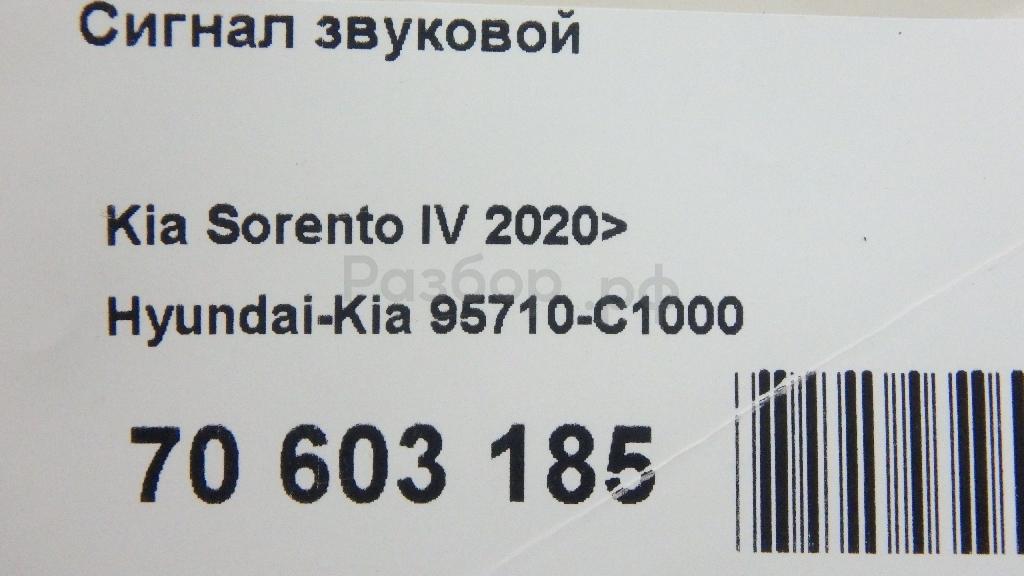 Сигнал звуковой
Kia Sorento IV 2020>
Разбор.рф
Hyundai-Kia 95710-C1000
70 603 185